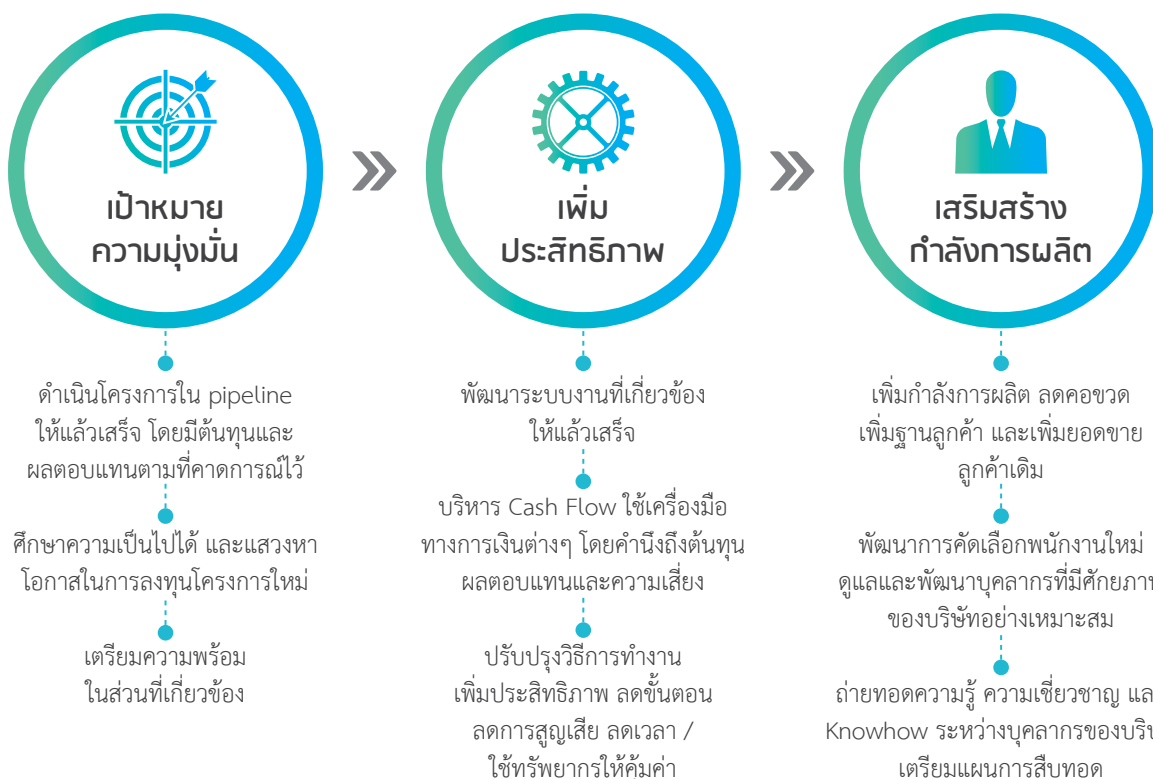 เป้าหมาย
ความมุ่งมั่น
ดำเนินโครงการใน pipeline
ให้แล้วเสร็จ โดยมีต้นทุนและ
ผลตอบแทนตามที่คาดการณ์ไว้
ศึกษาความเป็นไปได้ และแสวงหา
โอกาสในการลงทุนโครงการใหม่
เตรียมความพร้อม
ในส่วนที่เกี่ยวข้อง
เพิ่ม
ประสิทธิภาพ
พัฒนาระบบงานที่เกี่ยวข้อง
ให้แล้วเสร็จ
บริหาร Cash Flow ใช้เครื่องมือ
ทางการเงินต่างๆ โดยคำนึงถึงต้นทุน
ผลตอบแทนและความเสี่ยง
ปรับปรุงวิธีการทำงาน
เพิ่มประสิทธิภาพ ลดขั้นตอน
ลดการสูญเสีย ลดเวลา /
ใช้ทรัพยากรให้คุ้มค่า
เสริมสร้าง
กำลังการผลิต
เพิ่มกำลังการผลิต ลดคอขวด
เพิ่มฐานลูกค้า และเพิ่มยอดขาย
ลูกค้าเดิม
พัฒนาการคัดเลือกพนักงานใหม่
ดูแลและพัฒนาบุคลากรที่มีศักยภาพ
ของบริษัทอย่างเหมาะสม
ถ่ายทอดความรู้ ความเชี่ยวชาญ
Knowhow ระหว่างบุคลากรของ
เตรียมแผนการสืบทอด